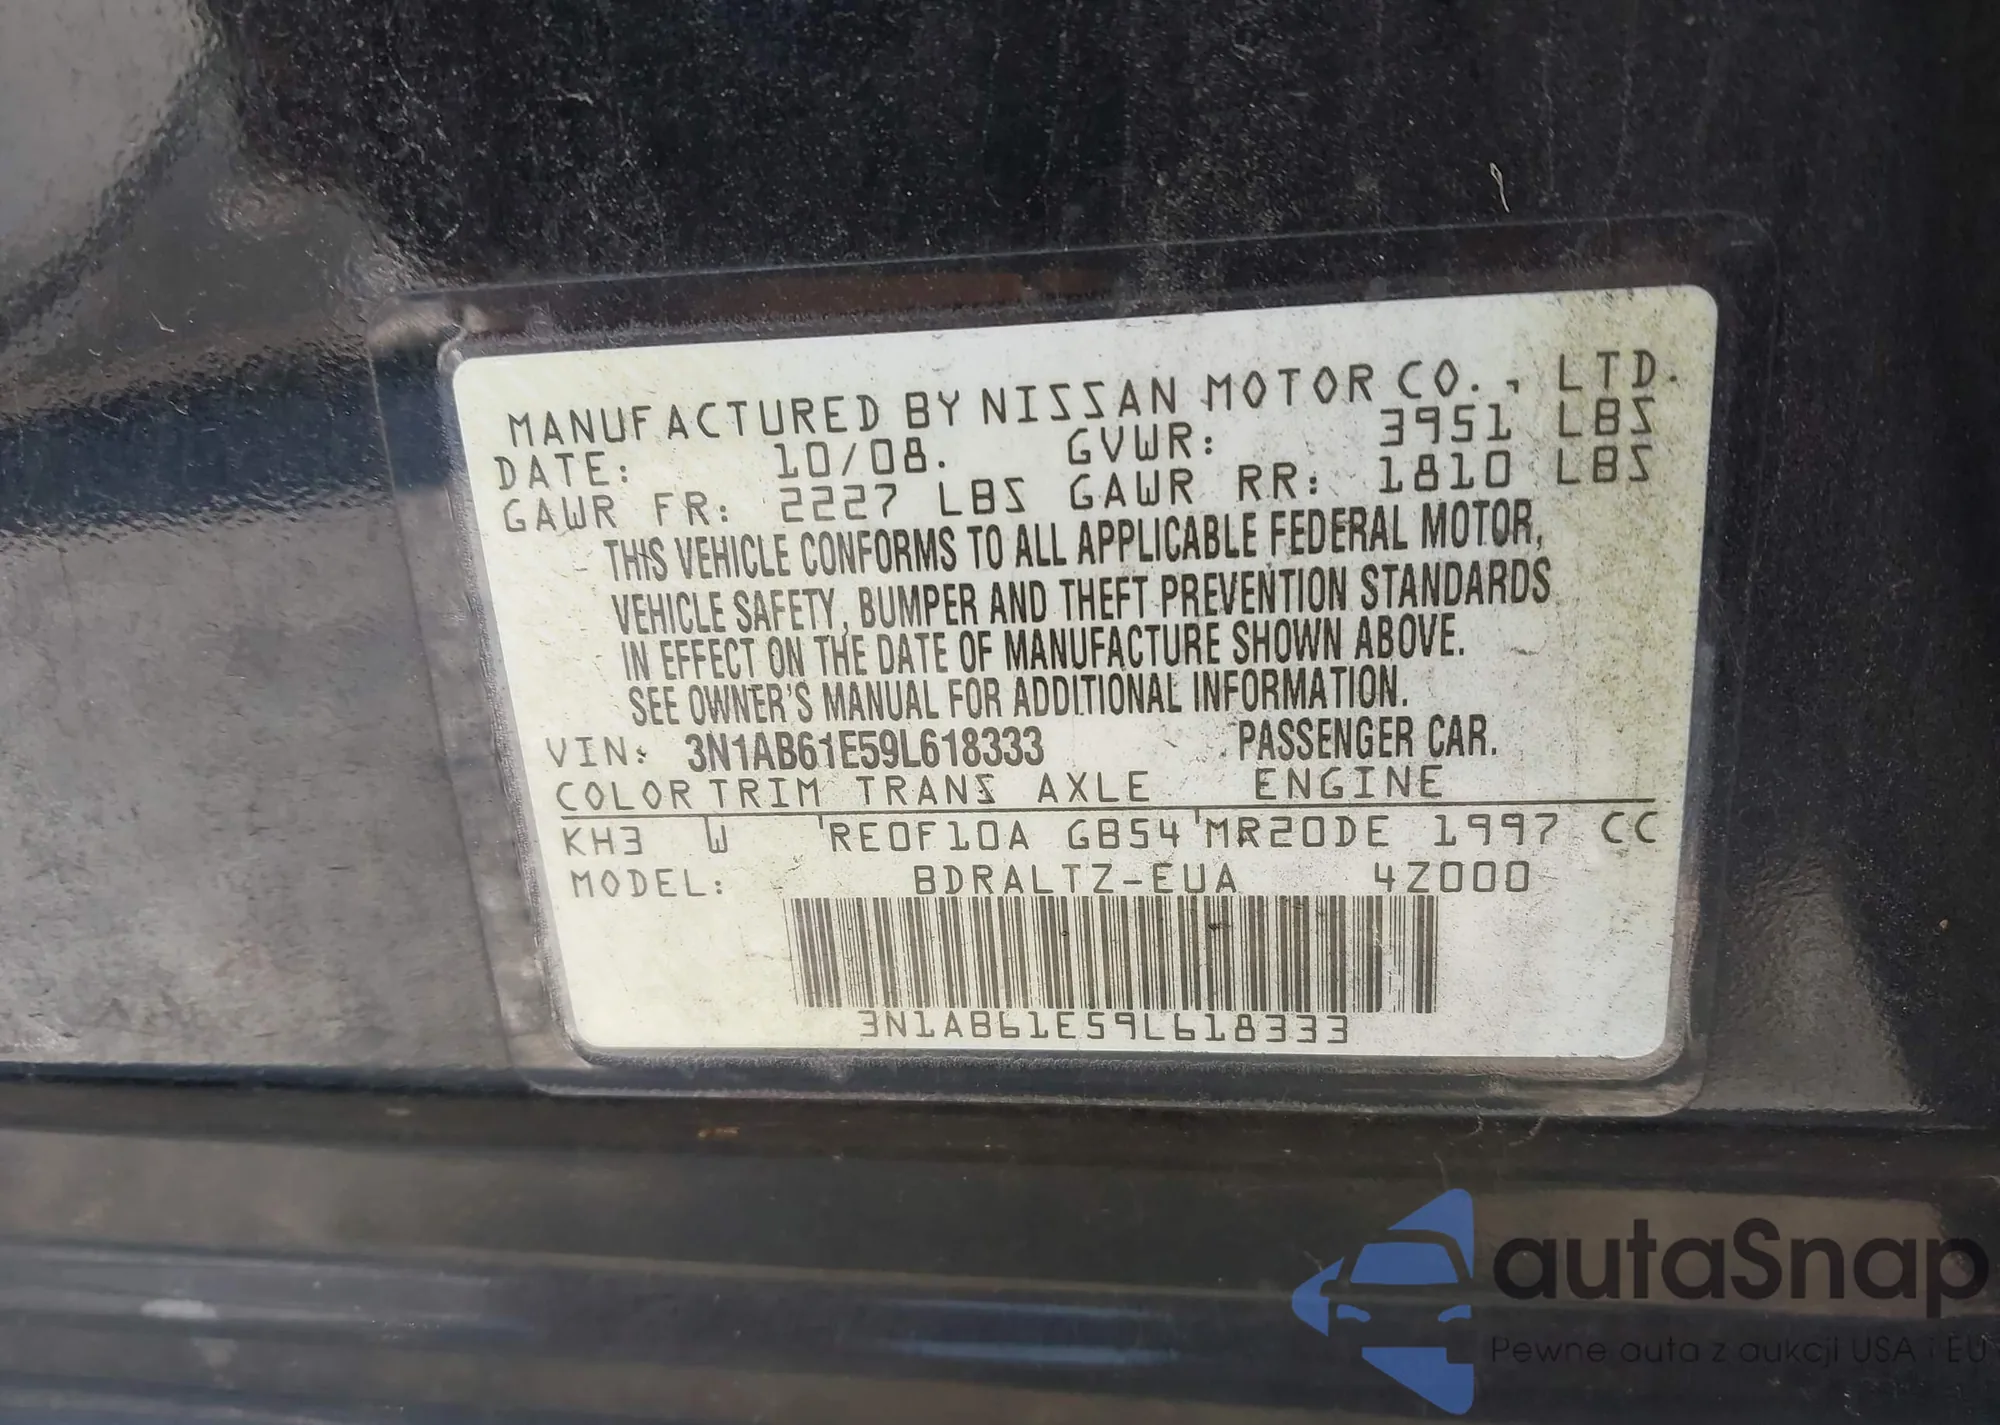 MANUFACTURED BY NISSAN MOTOR CO., LTD.
DATE: 10/08. GVWR: 3951 LBS
GAWR FR: 2227 LBS GAWR RR: 1810 LBS
THIS VEHICLE CONFORMS TO ALL APPLICABLE FEDERAL MOTOR,
VEHICLE SAFETY, BUMPER AND THEFT PREVENTION STANDARDS
IN EFFECT ON THE DATE OF MANUFACTURE SHOWN ABOVE.
SEE OWNER'S MANUAL FOR ADDITIONAL INFORMATION.
VIN: 3N1AB61E59L618333 PASSENGER CAR.
COLOR TRIM TRANS AXLE ENGINE
KH3 W RE0F10A GB54 MR20DE 1997 CC
MODEL: BDRALTZ-EUA 4Z000
3N1AB61E59L618333
autaSnap
Pewne auta z aukcji USA i EU